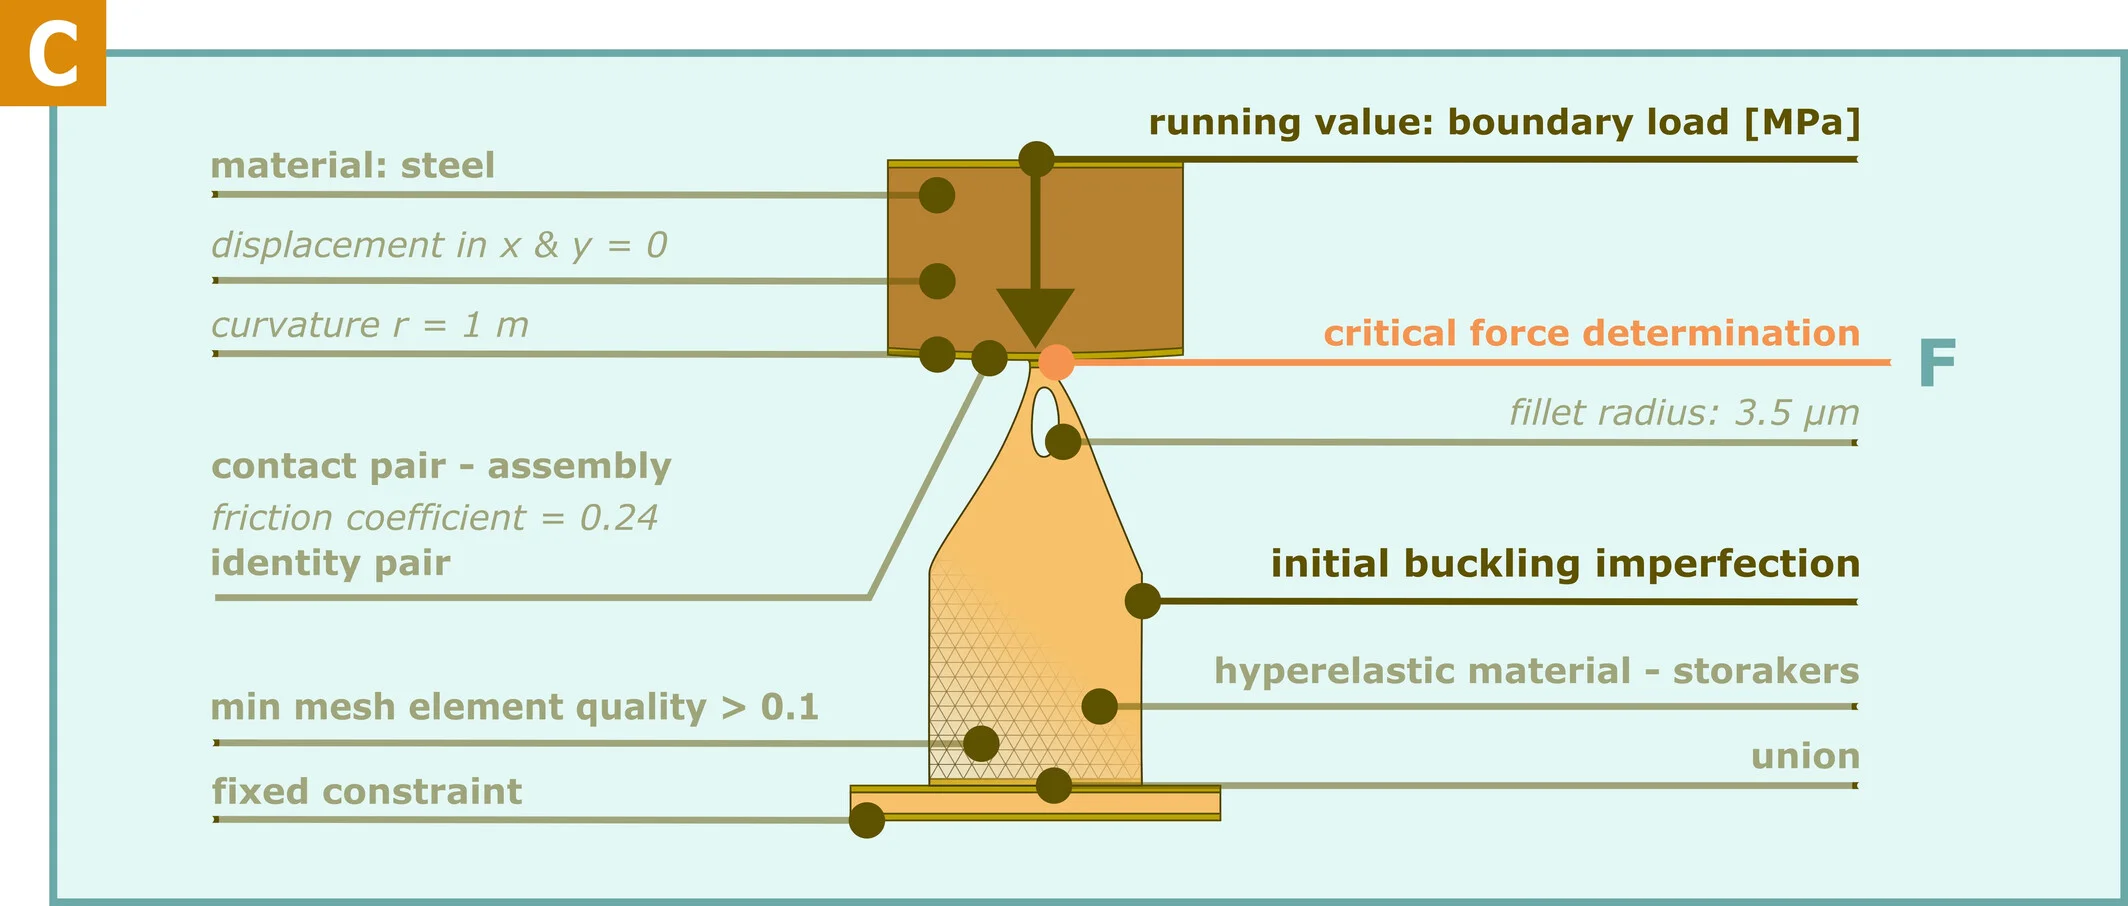 C
running value: boundary load [MPa]
material: steel
displacement in x & y = 0
curvature r = 1 m
critical force determination
F
fillet radius: 3.5 µm
contact pair - assembly
friction coefficient = 0.24
identity pair
initial buckling imperfection
hyperelastic material - storakers
min mesh element quality > 0.1
union
fixed constraint